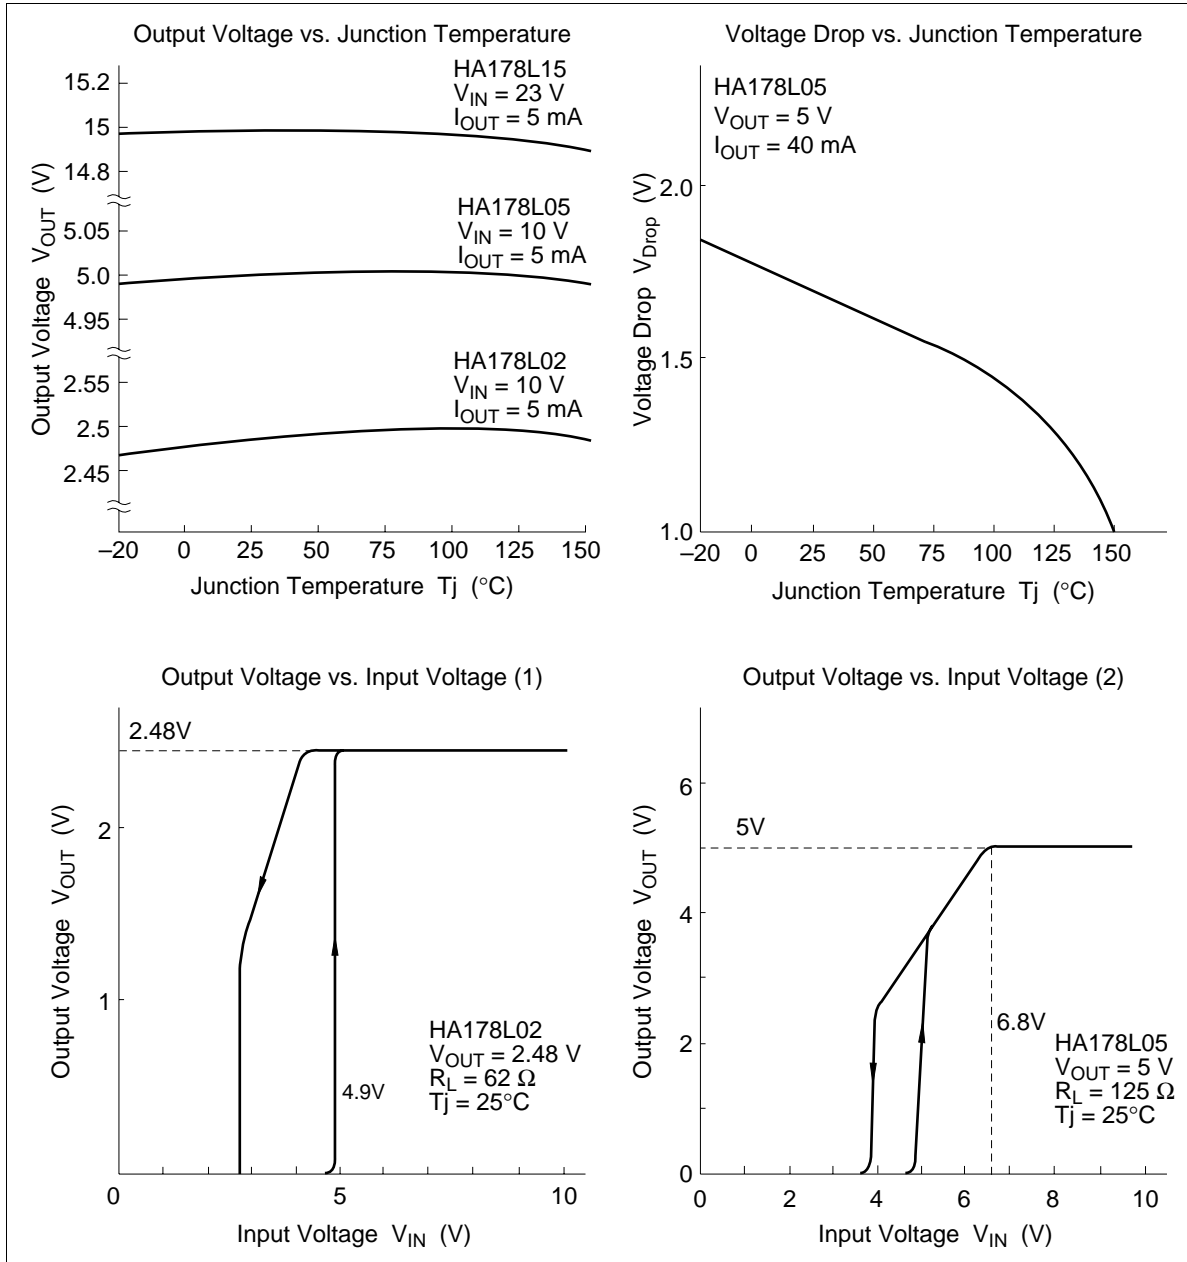 Output Voltage vs. Junction Temperature
HA178L15
V_IN = 23 V
I_OUT = 5 mA
15.2
15
14.8
HA178L05
V_IN = 10 V
I_OUT = 5 mA
5.05
5.0
4.95
HA178L02
V_IN = 10 V
I_OUT = 5 mA
2.55
2.5
2.45
Output Voltage V_OUT (V)
–20 0 25 50 75 100 125 150
Junction Temperature Tj (°C)
Voltage Drop vs. Junction Temperature
HA178L05
V_OUT = 5 V
I_OUT = 40 mA
2.0
1.5
1.0
Voltage Drop V_Drop (V)
–20 0 25 50 75 100 125 150
Junction Temperature Tj (°C)
Output Voltage vs. Input Voltage (1)
2.48V
2
1
Output Voltage V_OUT (V)
HA178L02
V_OUT = 2.48 V
R_L = 62 Ω
Tj = 25°C
4.9V
0 5 10
Input Voltage V_IN (V)
Output Voltage vs. Input Voltage (2)
6
5V
4
2
0
Output Voltage V_OUT (V)
6.8V
HA178L05
V_OUT = 5 V
R_L = 125 Ω
Tj = 25°C
0 2 4 6 8 10
Input Voltage V_IN (V)